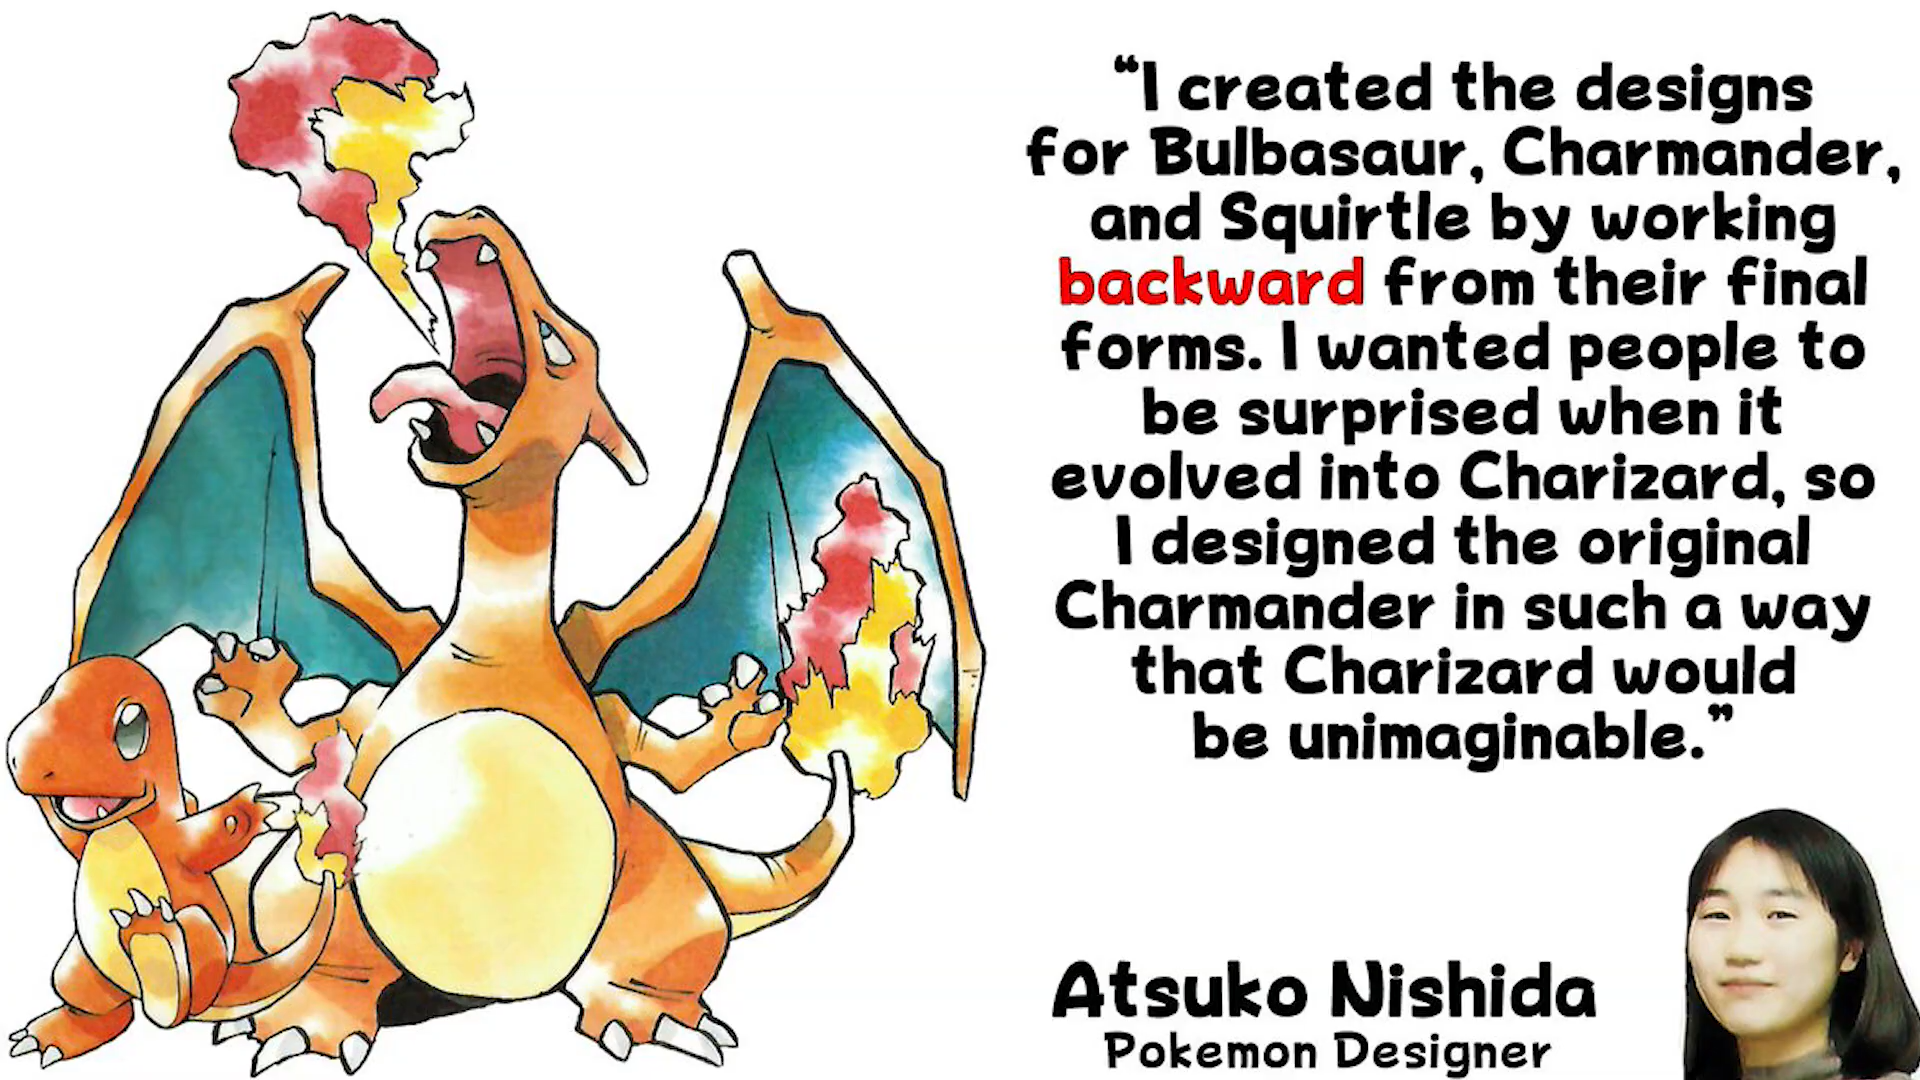 “I created the designs
for Bulbasaur, Charmander,
and Squirtle by working
backward from their final
forms. I wanted people to
be surprised when it
evolved into Charizard, so
I designed the original
Charmander in such a way
that Charizard would
be unimaginable.”
Atsuko Nishida
Pokemon Designer